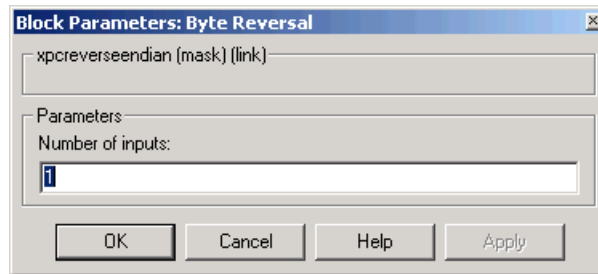 Block Parameters: Byte Reversal
xpcreverseendian (mask) (link)
Parameters
Number of inputs:
1
OK Cancel Help Apply